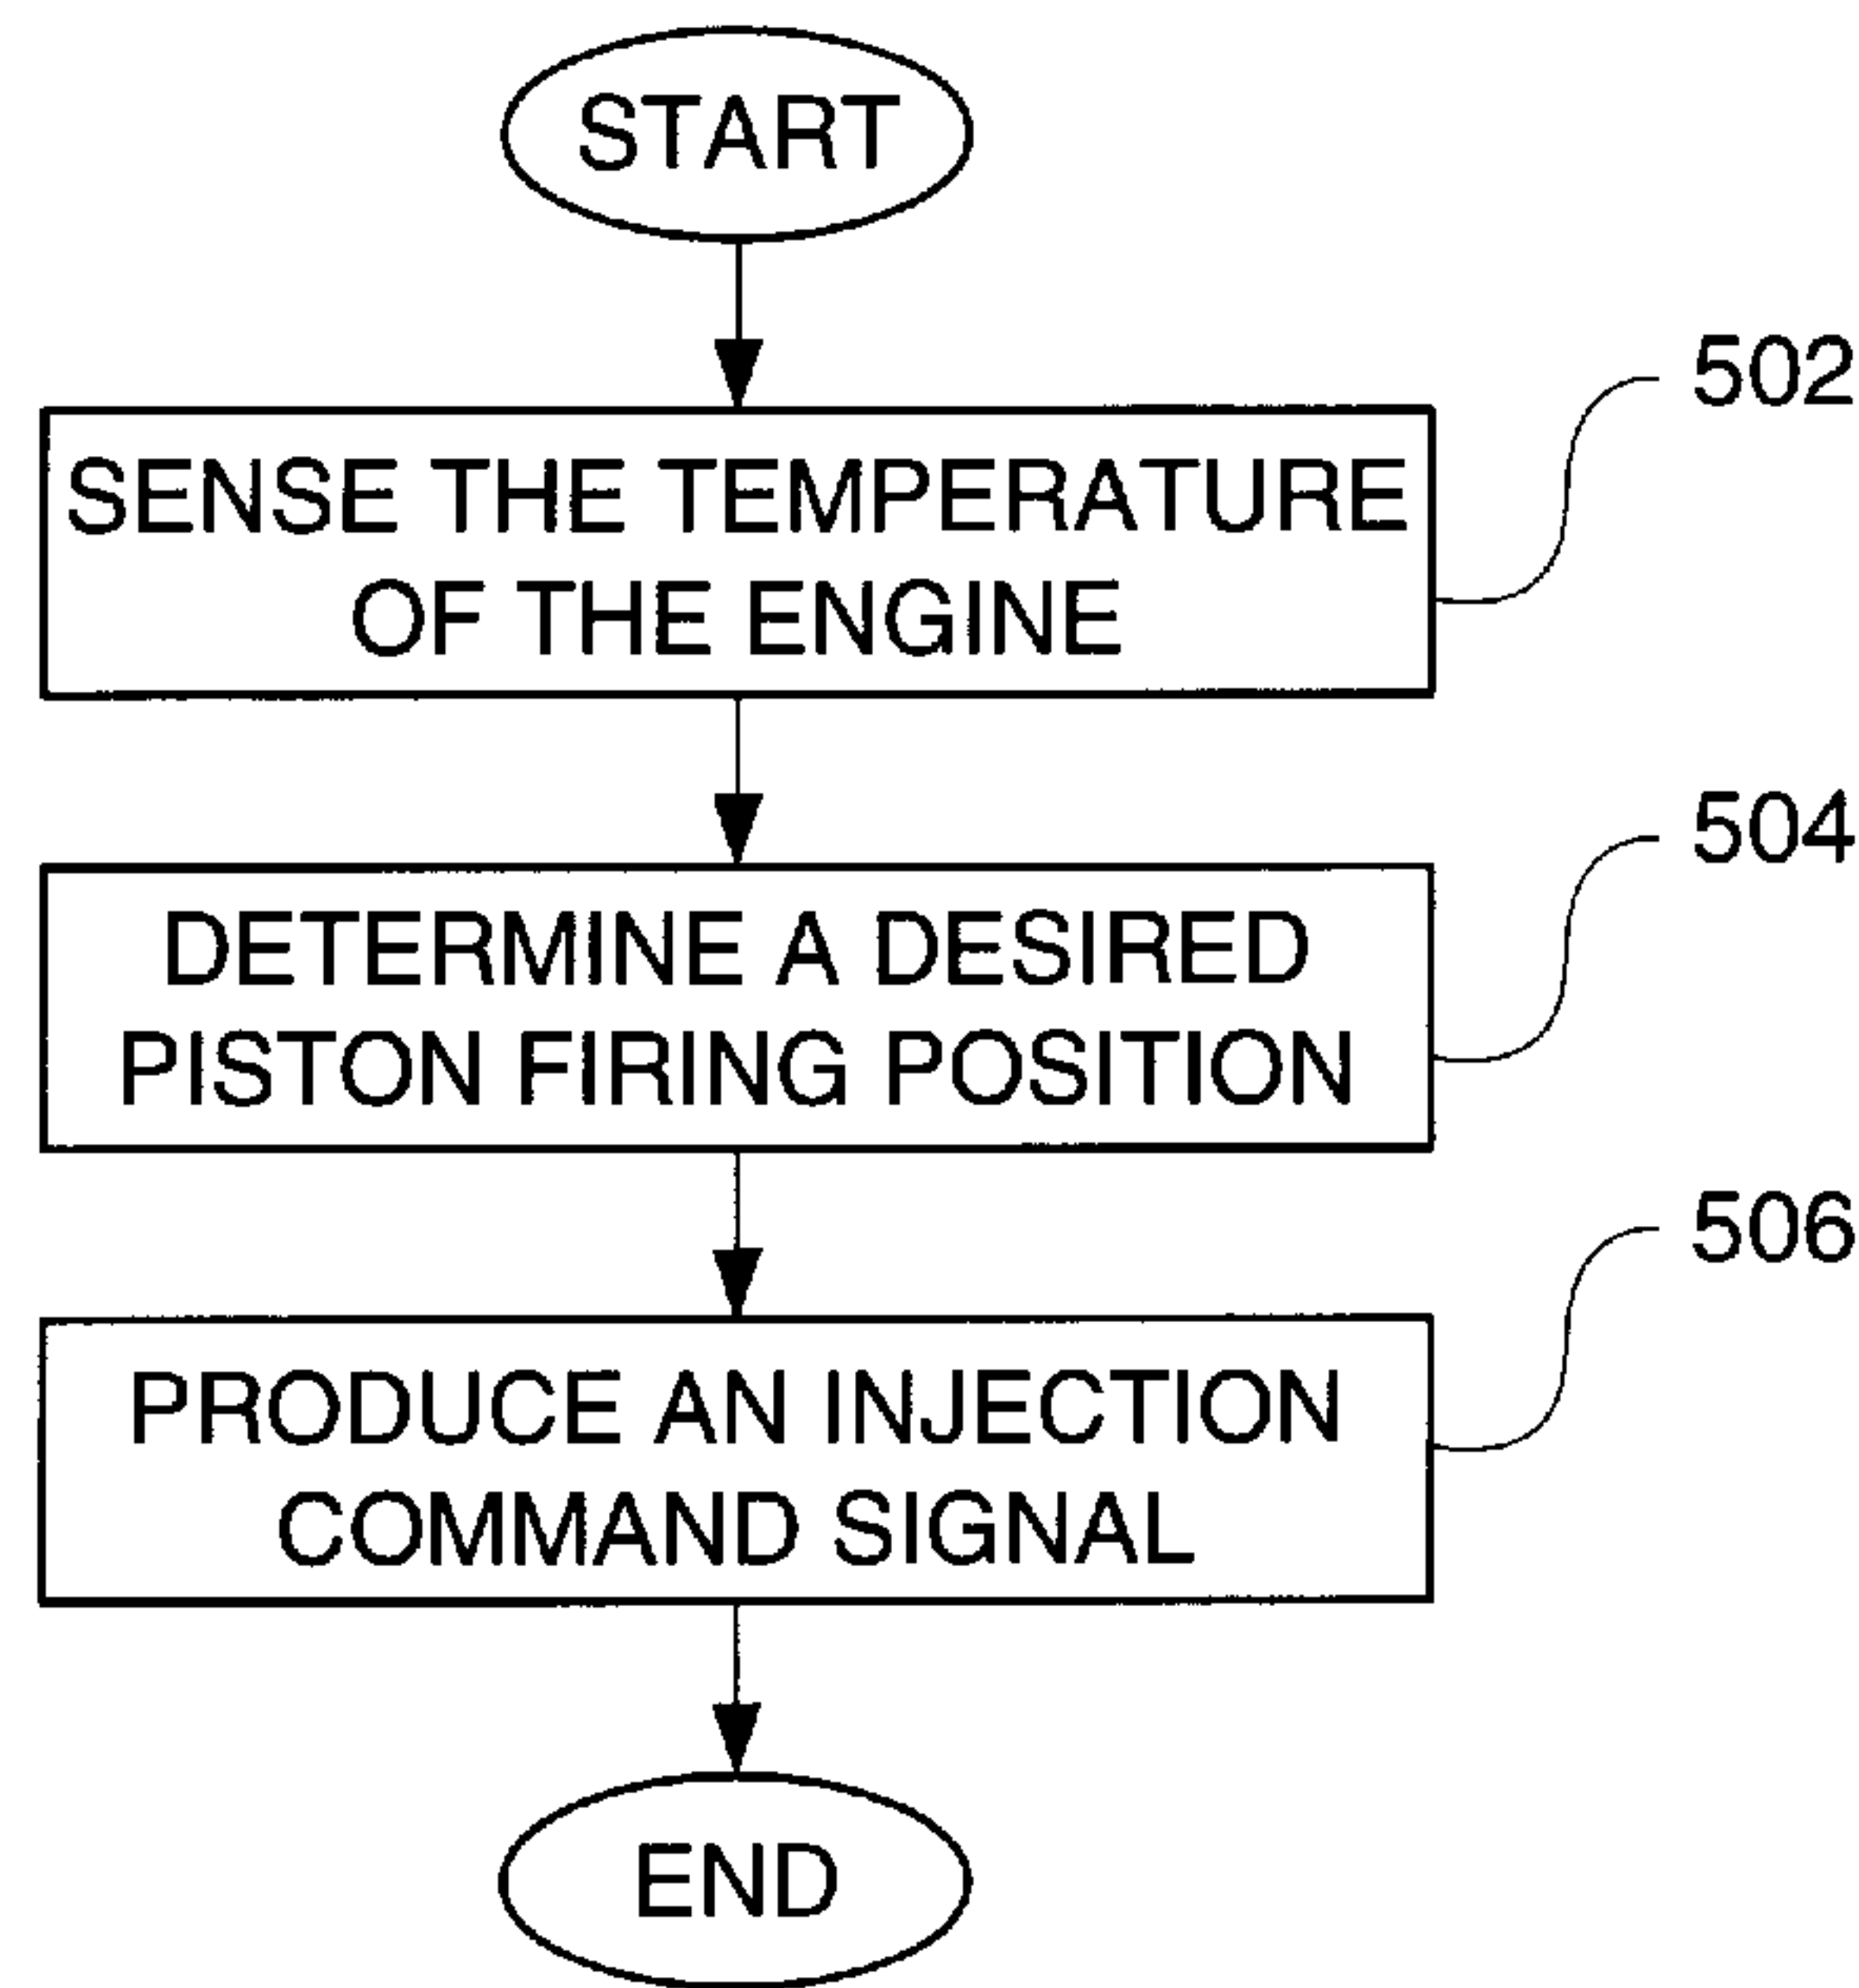 START
502
SENSE THE TEMPERATURE
OF THE ENGINE
504
DETERMINE A DESIRED
PISTON FIRING POSITION
506
PRODUCE AN INJECTION
COMMAND SIGNAL
END